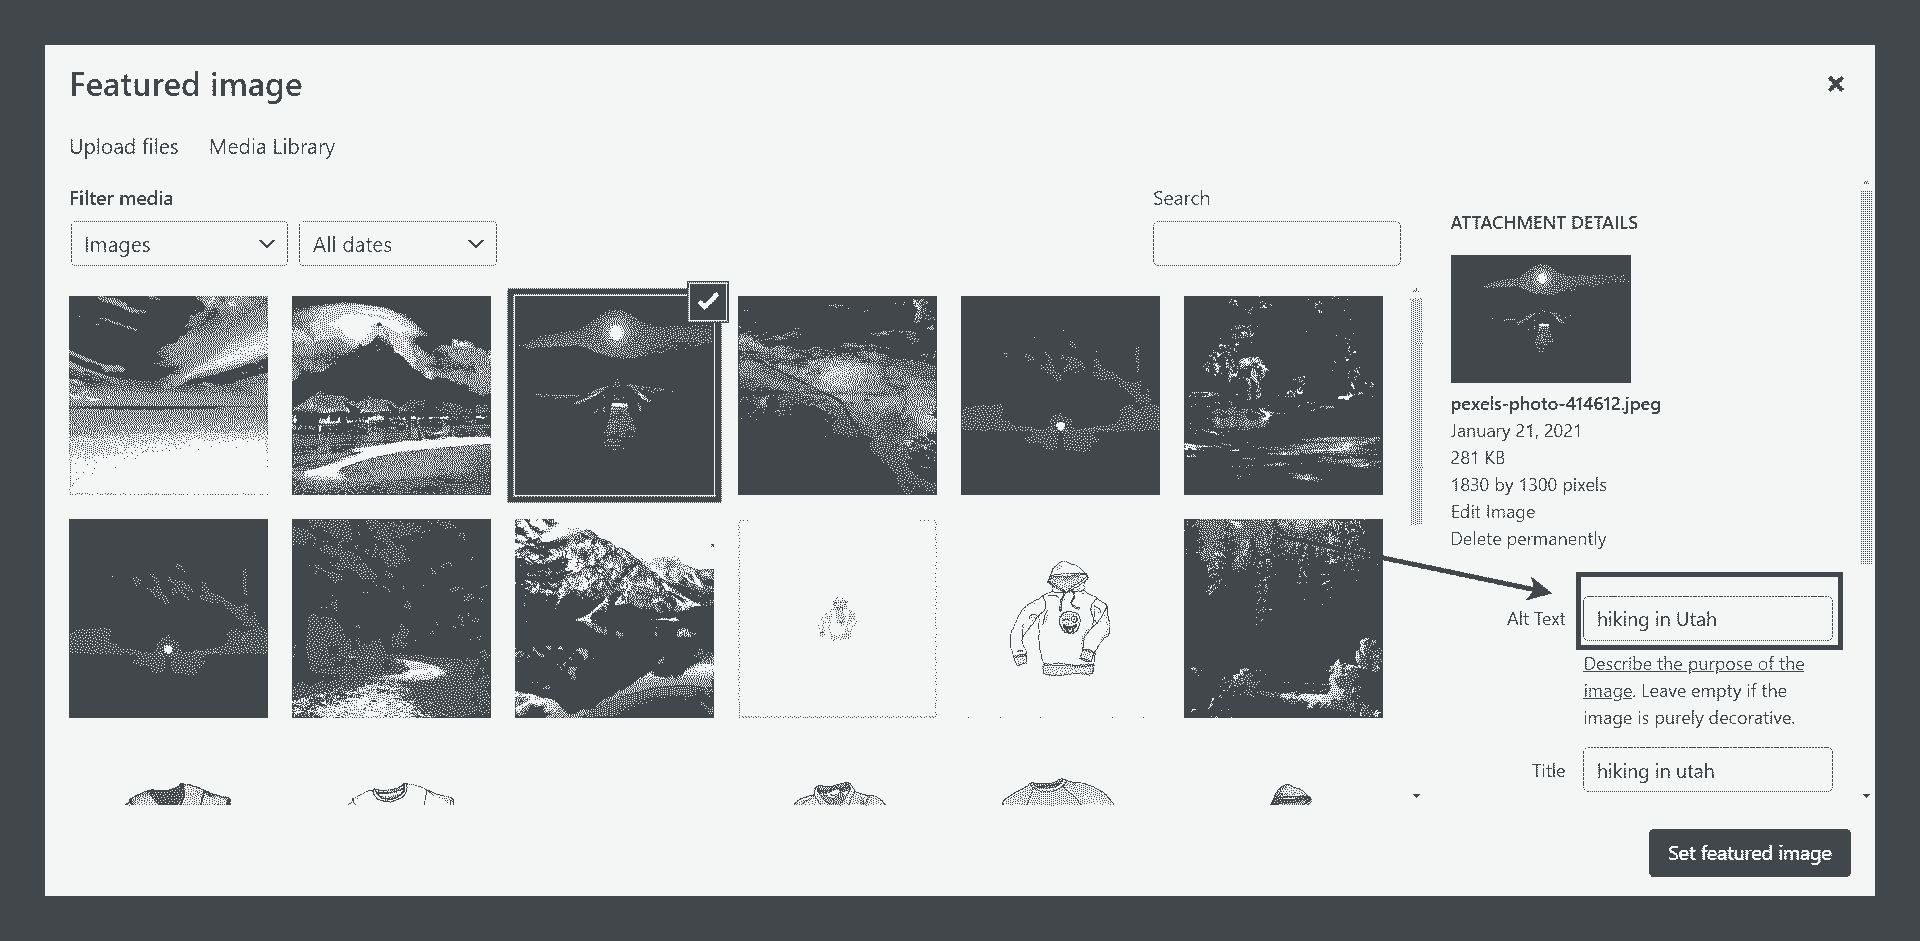 Featured image
Upload files Media Library
Filter media
Search
Images
All dates
ATTACHMENT DETAILS
pexels-photo-414612.jpeg
January 21, 2021
281 KB
1830 by 1300 pixels
Edit Image
Delete permanently
Alt Text
hiking in Utah
Describe the purpose of the
image. Leave empty if the
image is purely decorative.
Title
hiking in utah
Set featured image